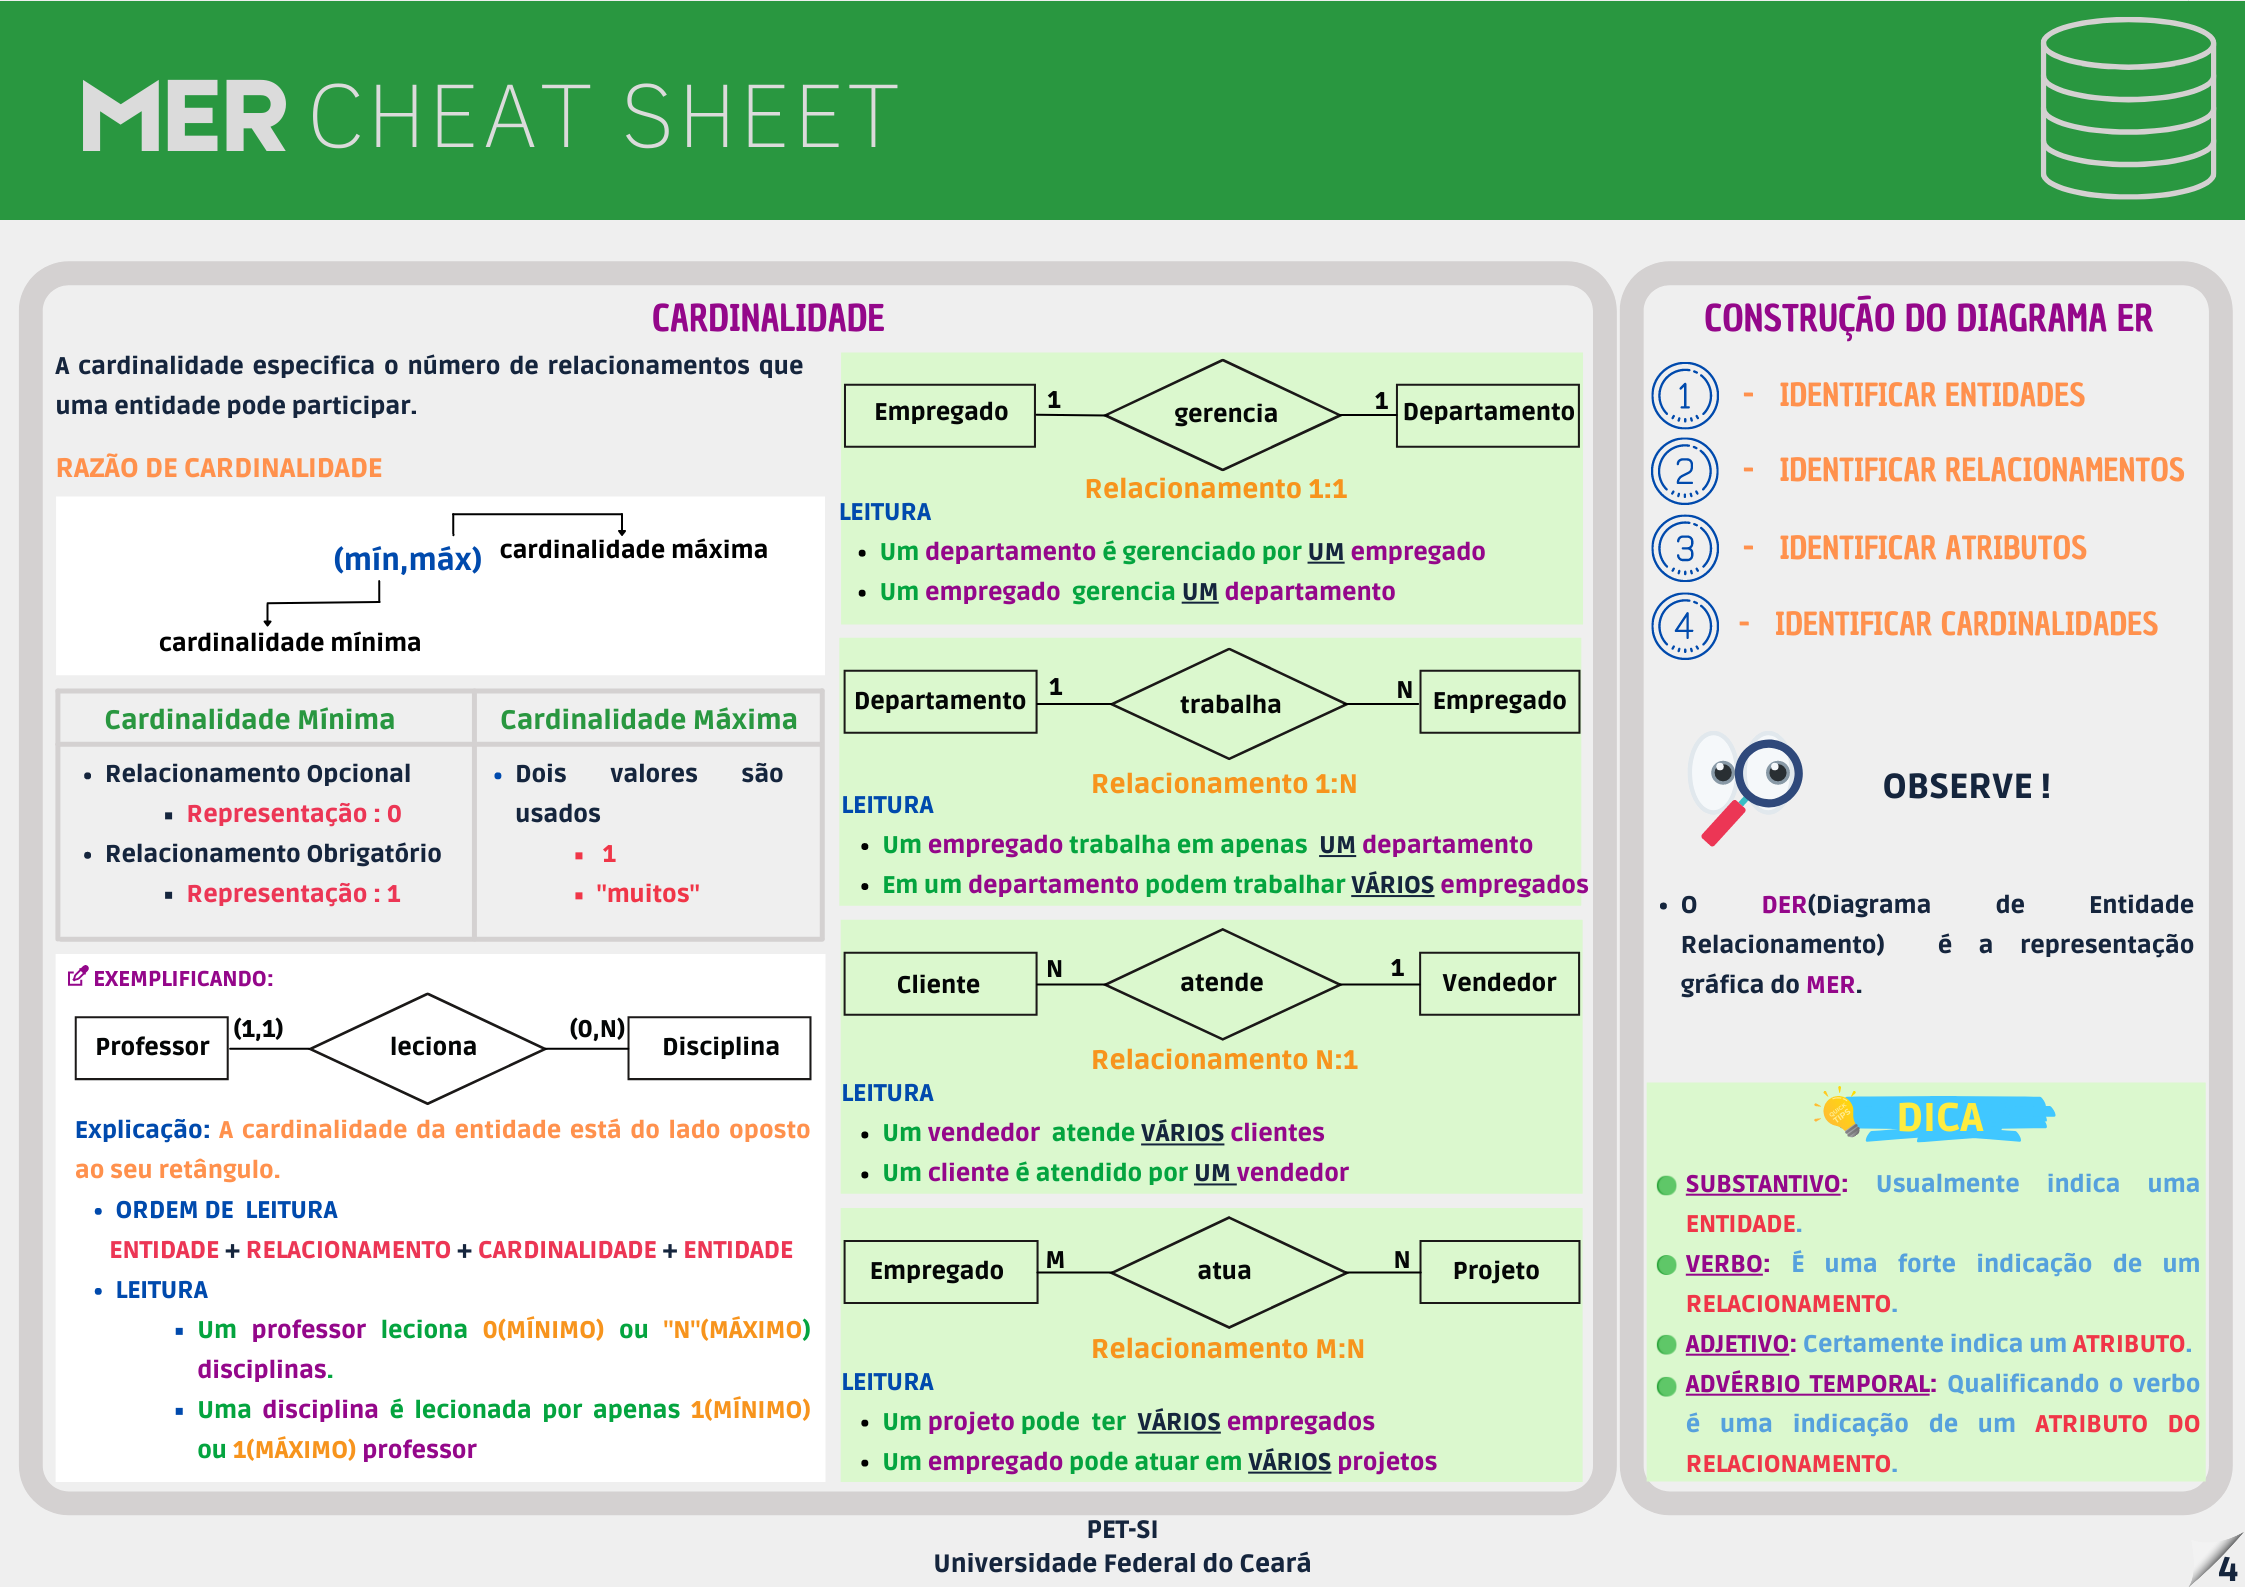 MER CHEAT SHEET
CARDINALIDADE
A cardinalidade especifica o número de relacionamentos que
uma entidade pode participar.
RAZÃO DE CARDINALIDADE
(mín,máx)
cardinalidade máxima
cardinalidade mínima
Cardinalidade Mínima
Relacionamento Opcional
Representação : 0
Relacionamento Obrigatório
Representação : 1
Cardinalidade Máxima
Dois valores são
usados
1
"muitos"
EXEMPLIFICANDO:
Professor (1,1) leciona (0,N) Disciplina
Explicação: A cardinalidade da entidade está do lado oposto
ao seu retângulo.
ORDEM DE LEITURA
ENTIDADE + RELACIONAMENTO + CARDINALIDADE + ENTIDADE
LEITURA
Um professor leciona 0(MÍNIMO) ou "N"(MÁXIMO)
disciplinas.
Uma disciplina é lecionada por apenas 1(MÍNIMO)
ou 1(MÁXIMO) professor
Empregado 1 gerencia 1 Departamento
Relacionamento 1:1
LEITURA
Um departamento é gerenciado por UM empregado
Um empregado gerencia UM departamento
Departamento 1 trabalha N Empregado
Relacionamento 1:N
LEITURA
Um empregado trabalha em apenas UM departamento
Em um departamento podem trabalhar VÁRIOS empregados
Cliente N atende 1 Vendedor
Relacionamento N:1
LEITURA
Um vendedor atende VÁRIOS clientes
Um cliente é atendido por UM vendedor
Empregado M atua N Projeto
Relacionamento M:N
LEITURA
Um projeto pode ter VÁRIOS empregados
Um empregado pode atuar em VÁRIOS projetos
CONSTRUÇÃO DO DIAGRAMA ER
1 - IDENTIFICAR ENTIDADES
2 - IDENTIFICAR RELACIONAMENTOS
3 - IDENTIFICAR ATRIBUTOS
4 - IDENTIFICAR CARDINALIDADES
OBSERVE !
O DER(Diagrama de Entidade
Relacionamento) é a representação
gráfica do MER.
DICA
SUBSTANTIVO: Usualmente indica uma
ENTIDADE.
VERBO: É uma forte indicação de um
RELACIONAMENTO.
ADJETIVO: Certamente indica um ATRIBUTO.
ADVÉRBIO TEMPORAL: Qualificando o verbo
é uma indicação de um ATRIBUTO DO
RELACIONAMENTO.
PET-SI
Universidade Federal do Ceará
4